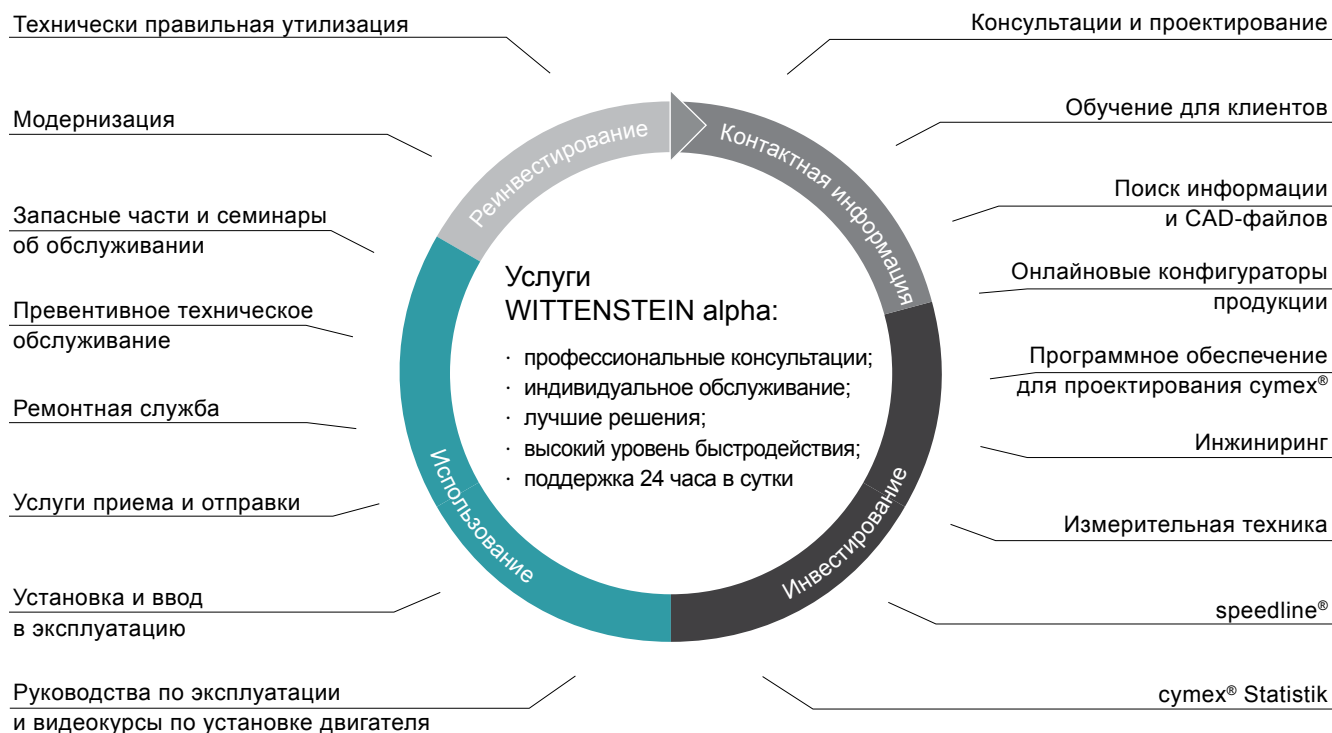 Технически правильная утилизация
Модернизация
Запасные части и семинары
об обслуживании
Превентивное техническое
обслуживание
Ремонтная служба
Услуги приема и отправки
Установка и ввод
в эксплуатацию
Руководства по эксплуатации
и видеокурсы по установке двигателя
Реинвестирование
Контактная информация
Использование
Инвестирование
Услуги
WITTENSTEIN alpha:
· профессиональные консультации;
· индивидуальное обслуживание;
· лучшие решения;
· высокий уровень быстродействия;
· поддержка 24 часа в сутки
Консультации и проектирование
Обучение для клиентов
Поиск информации
и CAD-файлов
Онлайновые конфигураторы
продукции
Программное обеспечение
для проектирования cymex®
Инжиниринг
Измерительная техника
speedline®
cymex® Statistik